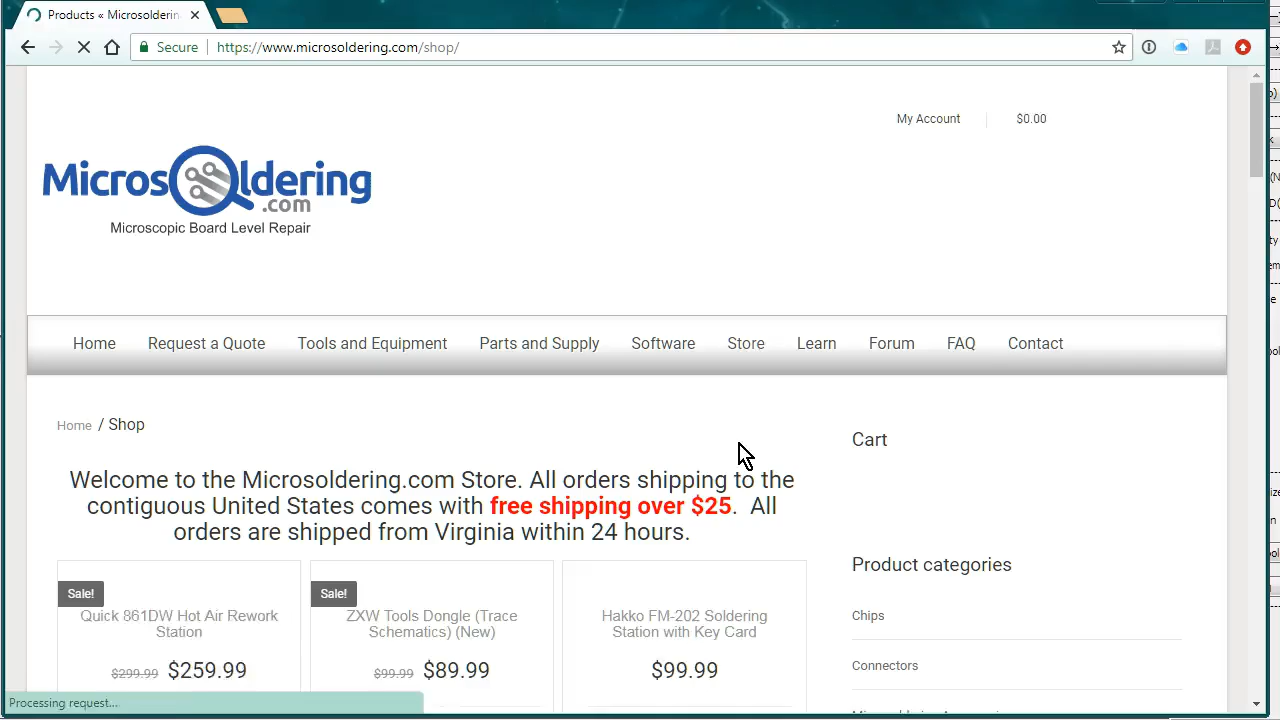 Products « Microsolderin
Secure
https://www.microsoldering.com/shop/
My Account
$0.00
Microsoldering
.com
Microscopic Board Level Repair
Home
Request a Quote
Tools and Equipment
Parts and Supply
Software
Store
Learn
Forum
FAQ
Contact
Home / Shop
Cart
Welcome to the Microsoldering.com Store. All orders shipping to the
contiguous United States comes with free shipping over $25. All
orders are shipped from Virginia within 24 hours.
Product categories
Sale!
Quick 861DW Hot Air Rework
Station
$299.99 $259.99
Sale!
ZXW Tools Dongle (Trace
Schematics) (New)
$99.99 $89.99
Hakko FM-202 Soldering
Station with Key Card
$99.99
Chips
Connectors
Processing request...